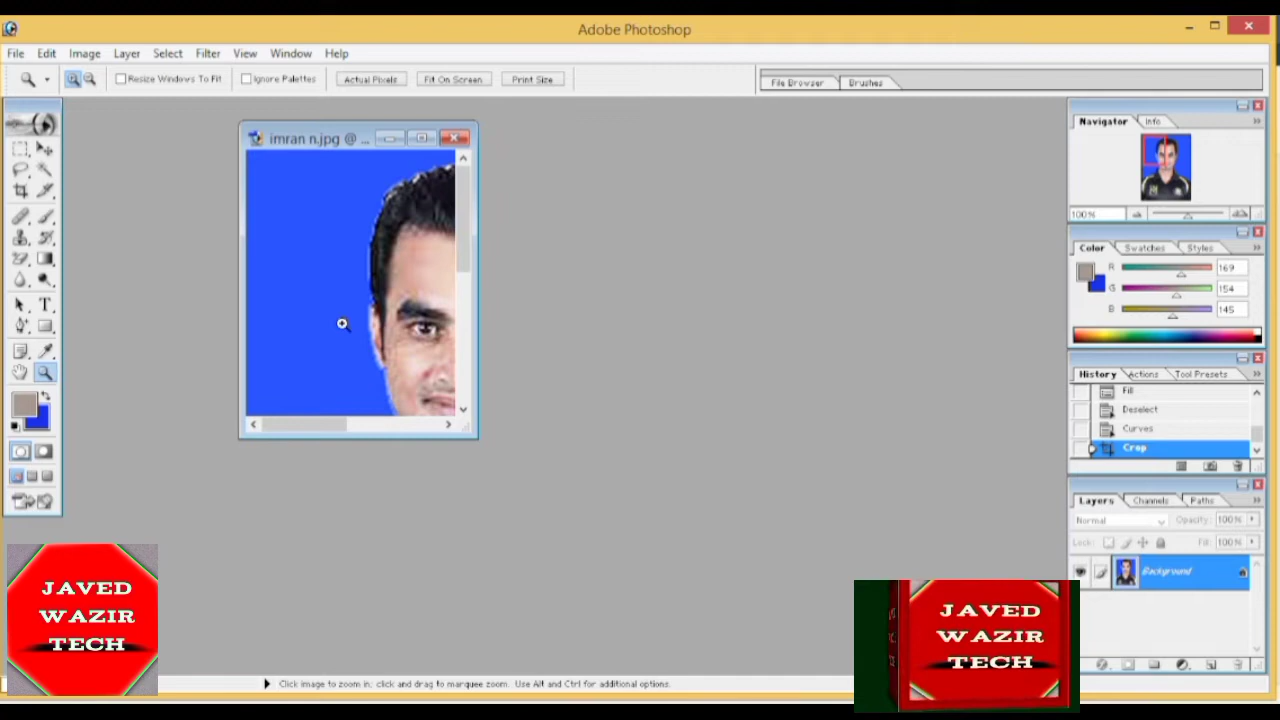 Adobe Photoshop
File Edit Image Layer Select Filter View Window Help
Resize Windows To Fit Ignore Palettes Actual Pixels Fit On Screen Print Size File Browser Brushes
imran n.jpg @ ...
Navigator Info
100%
Color Swatches Styles
R 169
G 154
B 145
History Actions Tool Presets
Fill
Deselect
Curves
Crop
Layers Channels Paths
Normal Opacity: 100%
Lock: Fill: 100%
Background
JAVED
WAZIR
TECH
JAVED
WAZIR
TECH
Click image to zoom in; click and drag to marquee zoom. Use Alt and Ctrl for additional options.